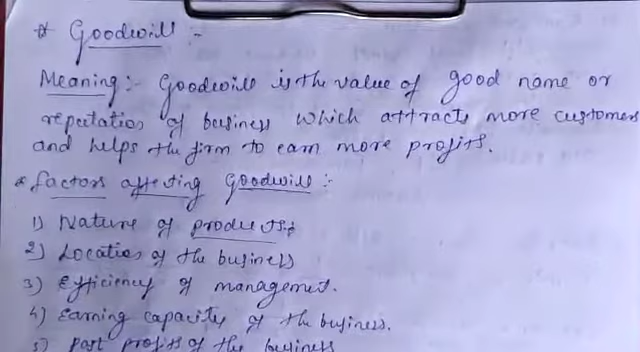 * Goodwill :-
Meaning :- Goodwill is the value of good name or
reputation of business which attracts more customers
and helps the firm to earn more profits.
* Factors affecting Goodwill :-
1) Nature of products:
2) Location of the business
3) Efficiency of management.
4) Earning capacity of the business.
5) Past profits of the business